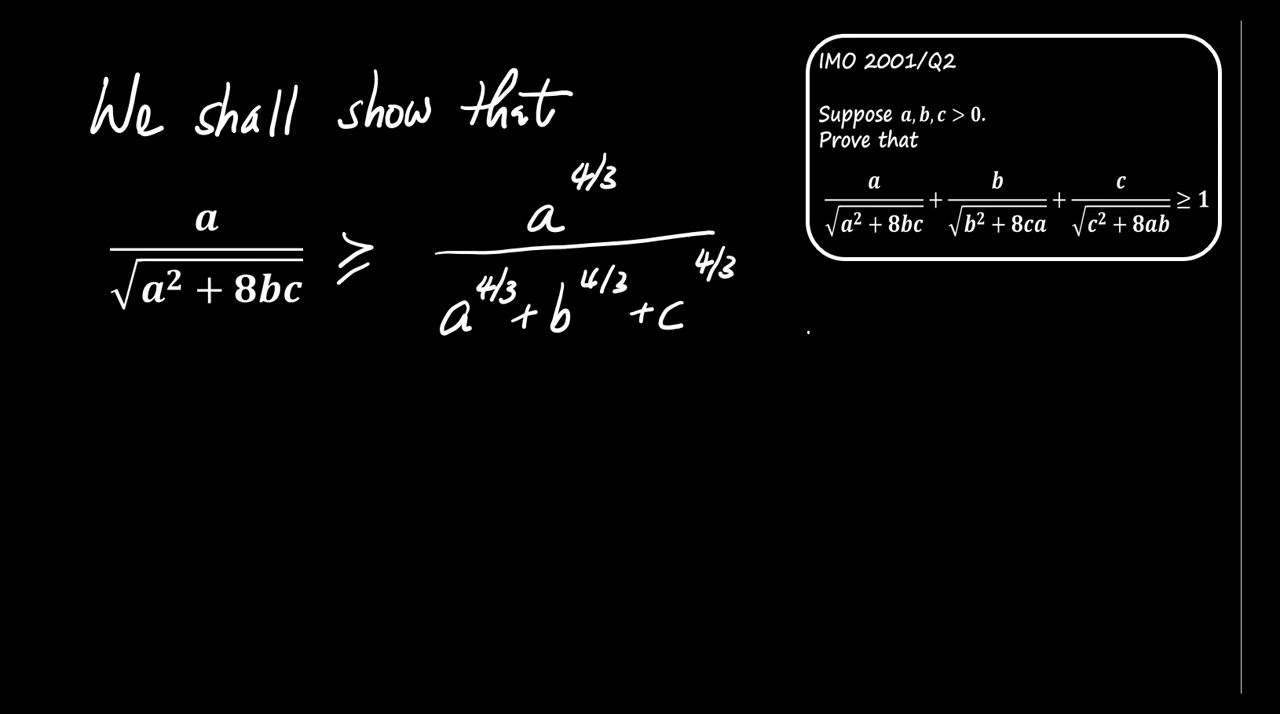 We shall show that
a/√(a² + 8bc) ≥ a^{4/3}/(a^{4/3} + b^{4/3} + c^{4/3})
IMO 2001/Q2
Suppose a, b, c > 0.
Prove that
a/√(a² + 8bc) + b/√(b² + 8ca) + c/√(c² + 8ab) ≥ 1